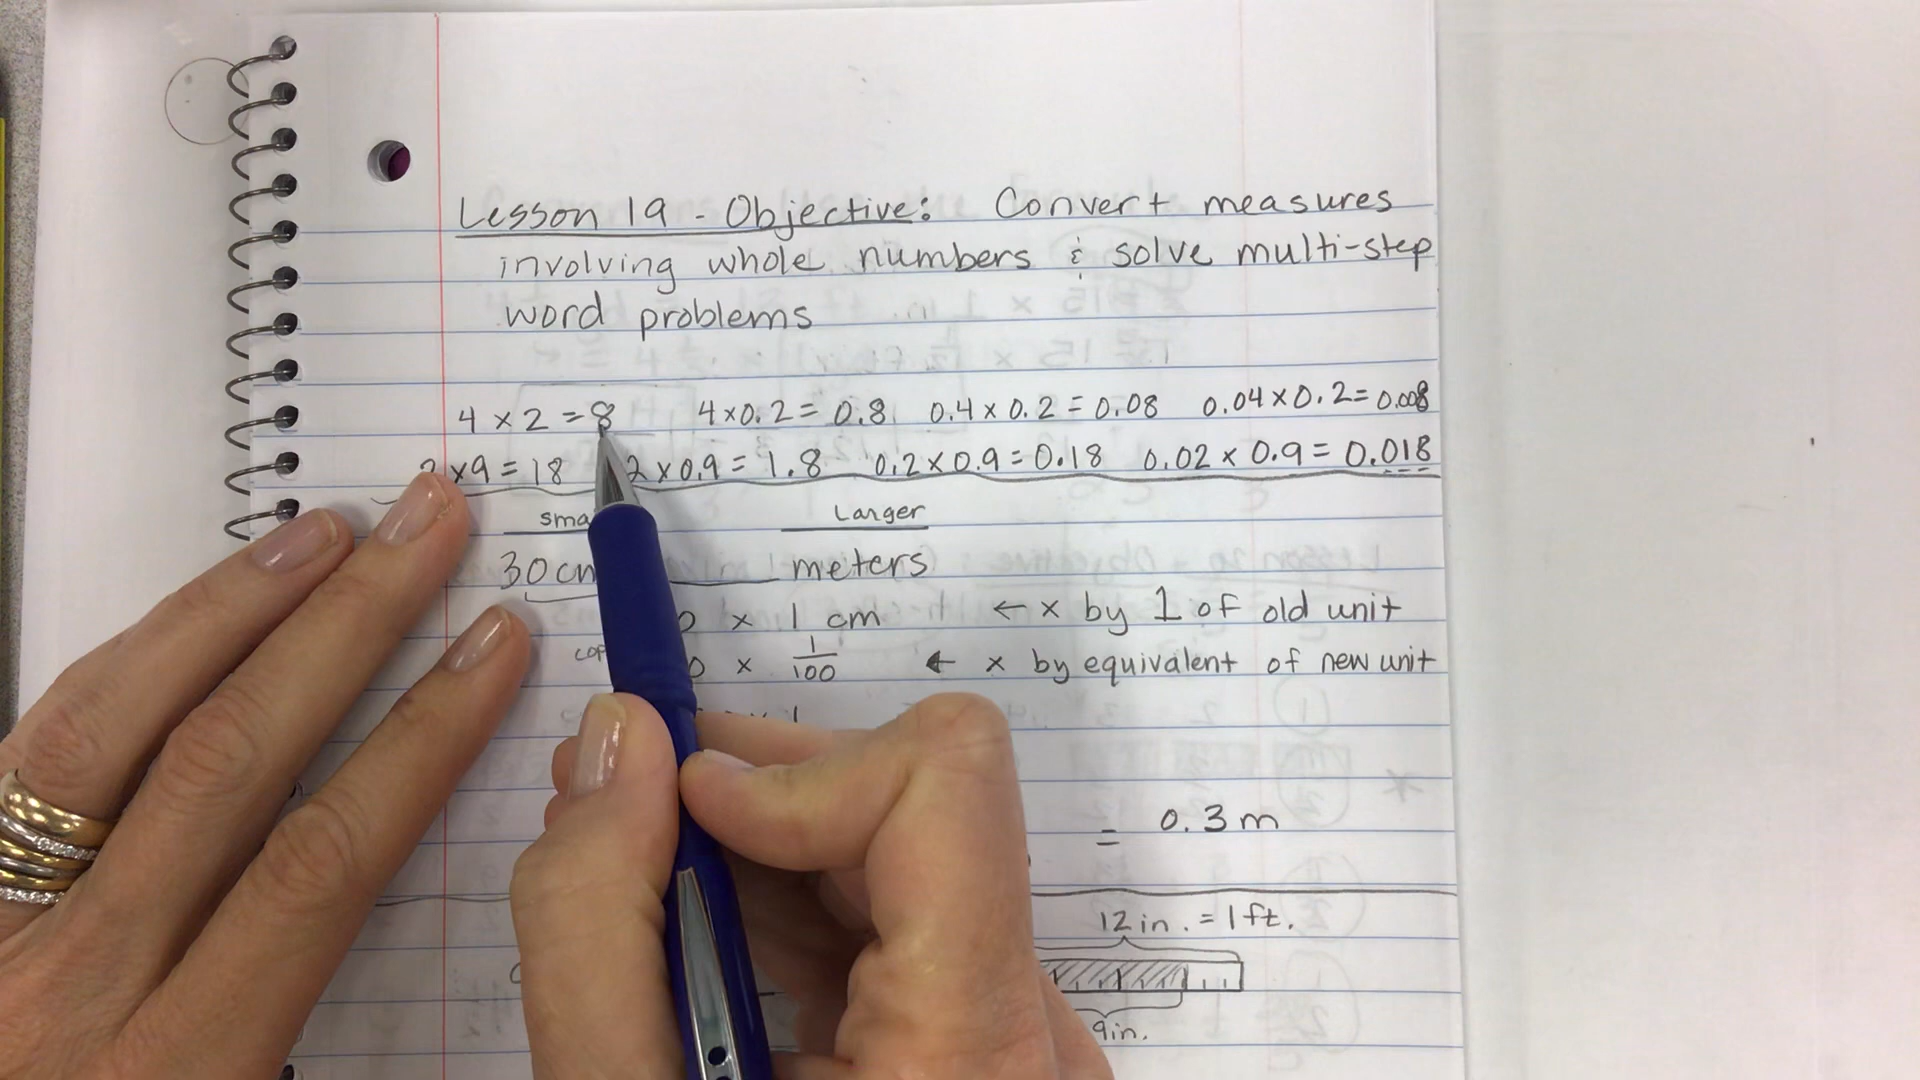 Lesson 19 - Objective: Convert measures
involving whole numbers & solve multi-step
word problems
4 × 2 = 8 4×0.2 = 0.8 0.4 × 0.2 = 0.08 0.04 × 0.2 = 0.008
×9 = 18 2 × 0.9 = 1.8 0.2 × 0.9 = 0.18 0.02 × 0.9 = 0.018
Larger
30 cm meters
× 1 cm ← × by 1 of old unit
× 1/100 ← × by equivalent of new unit
= 0.3 m
12 in. = 1 ft.
9 in.